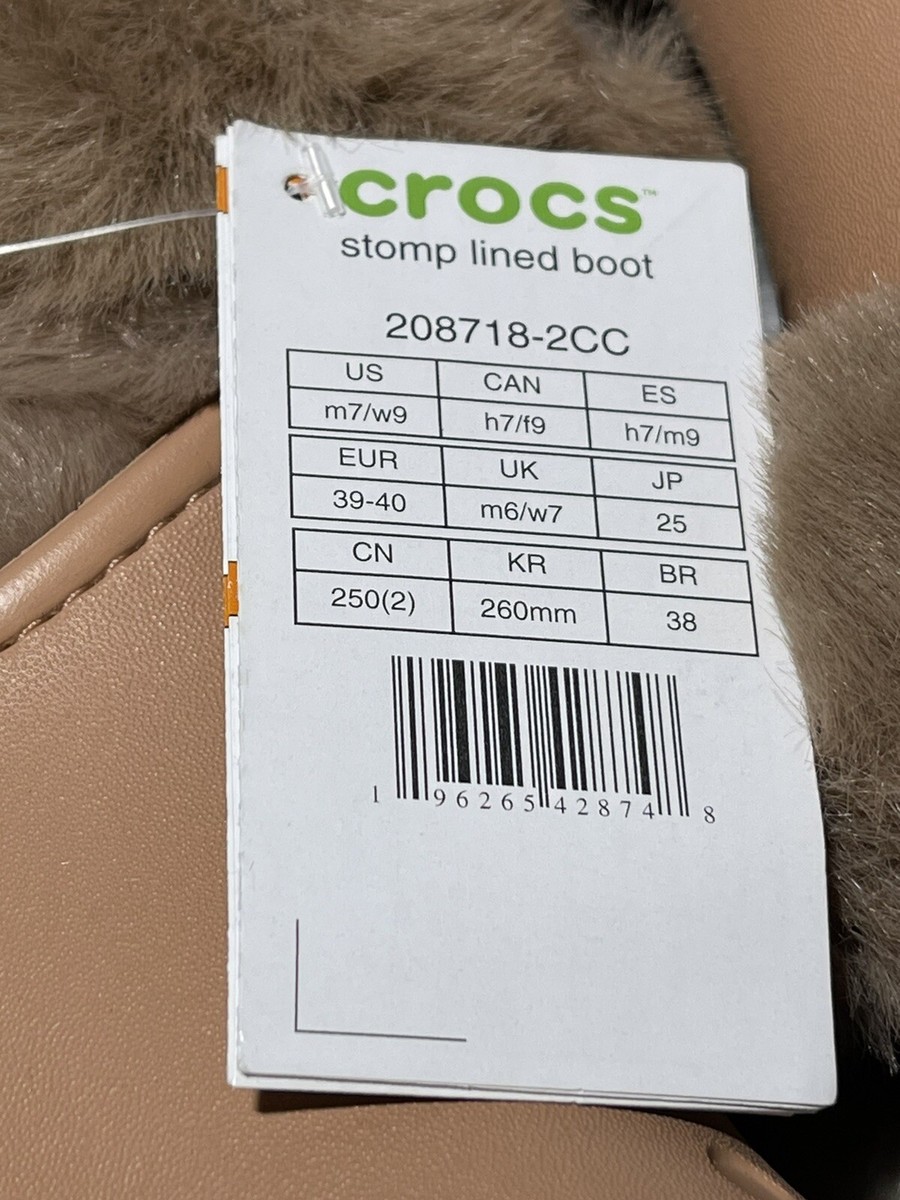 crocs™
stomp lined boot
208718-2CC
US CAN ES
m7/w9 h7/f9 h7/m9
EUR UK JP
39-40 m6/w7 25
CN KR BR
250(2) 260mm 38
1 96265 42874 8